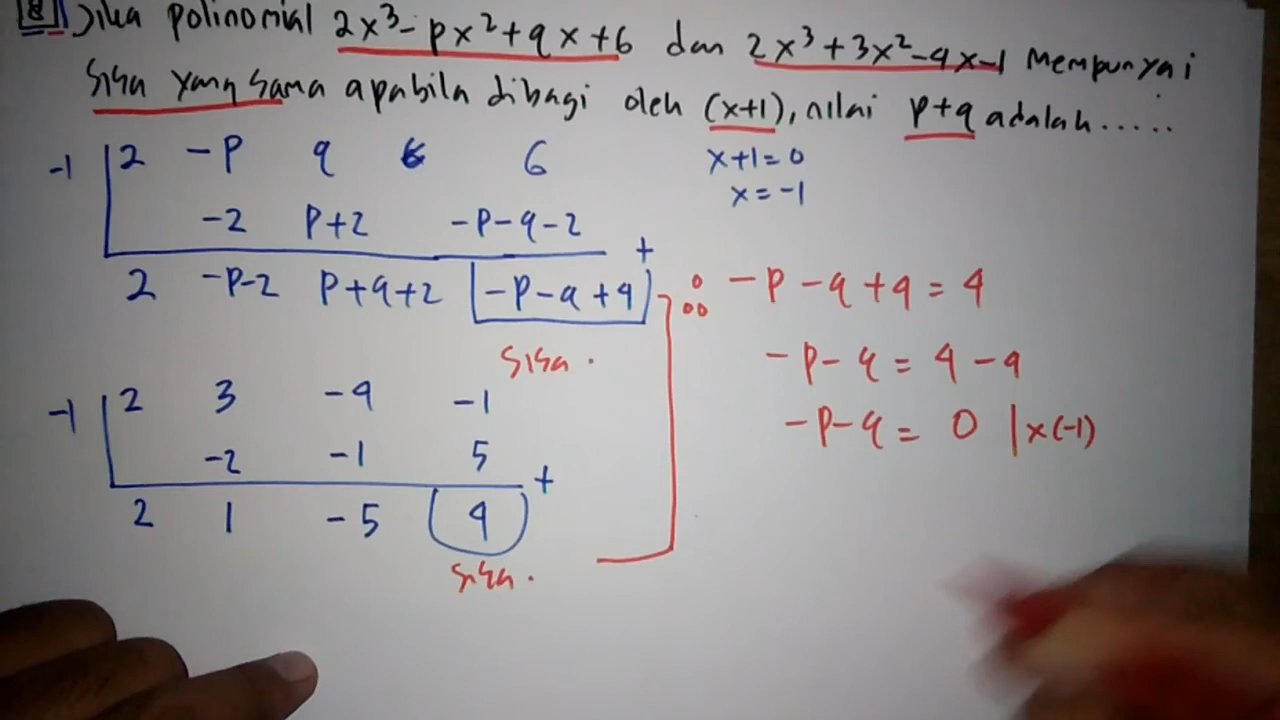 8 Jika polinomial 2x³-px²+qx+6 dan 2x³+3x²-4x-1 mempunyai
sisa yang sama apabila dibagi oleh (x+1), nilai p+q adalah.....
-1 2 -p q 6 6
-2 p+2 -p-q-2 +
2 -p-2 p+q+2 -p-q+4
sisa.
x+1=0
x=-1
-1 2 3 -4 -1
-2 -1 5 +
2 1 -5 4
sisa.
∴ -p-q+4=4
-p-q=4-4
-p-q=0 |x(-1)